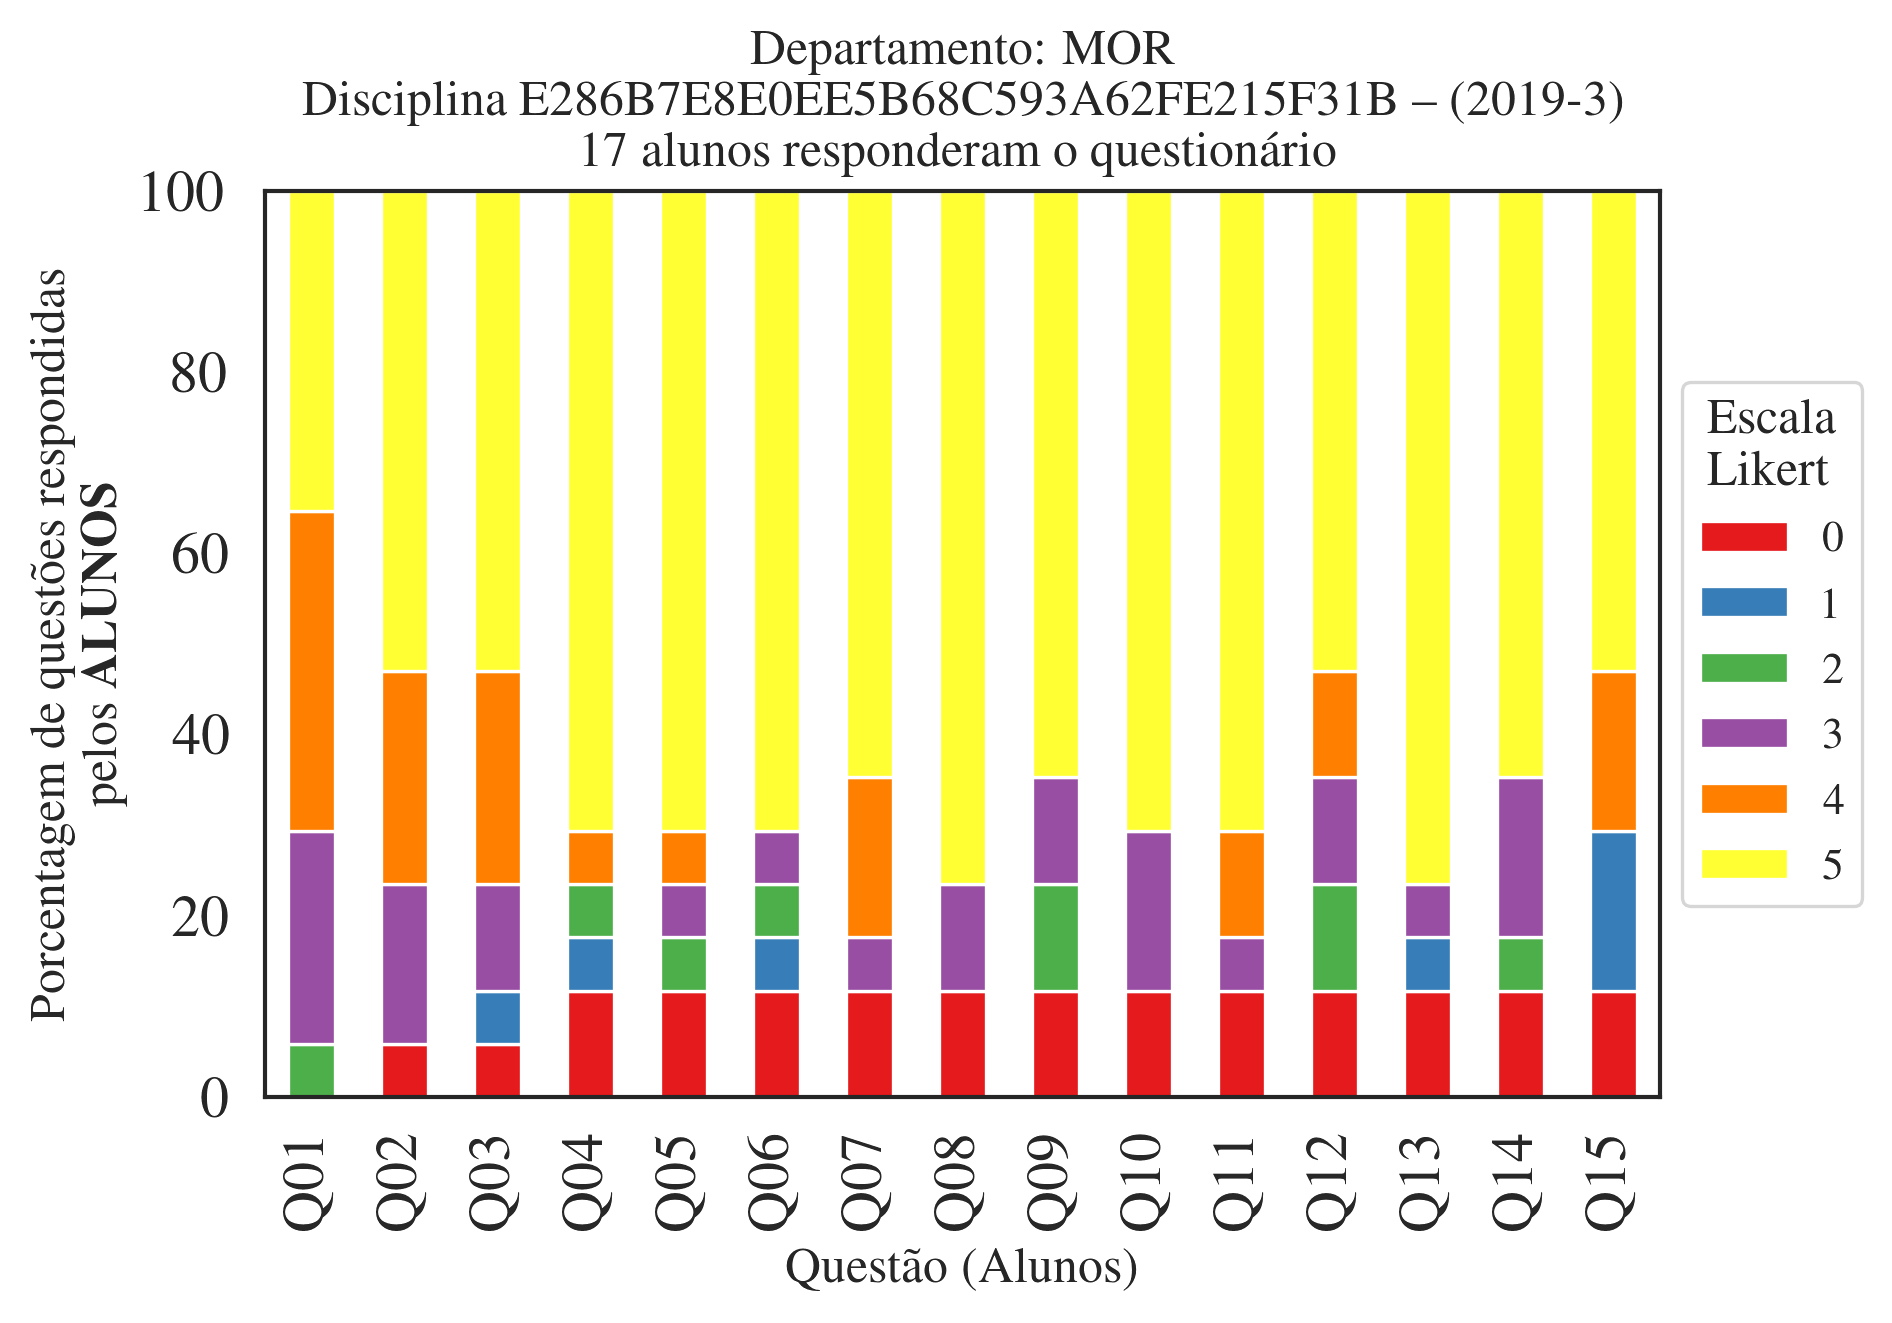 Departamento: MOR
Disciplina E286B7E8E0EE5B68C593A62FE215F31B – (2019-3)
17 alunos responderam o questionário
Porcentagem de questões respondidas
pelos ALUNOS
100
80
60
40
20
0
Q01
Q02
Q03
Q04
Q05
Q06
Q07
Q08
Q09
Q10
Q11
Q12
Q13
Q14
Q15
Questão (Alunos)
Escala
Likert
0
1
2
3
4
5